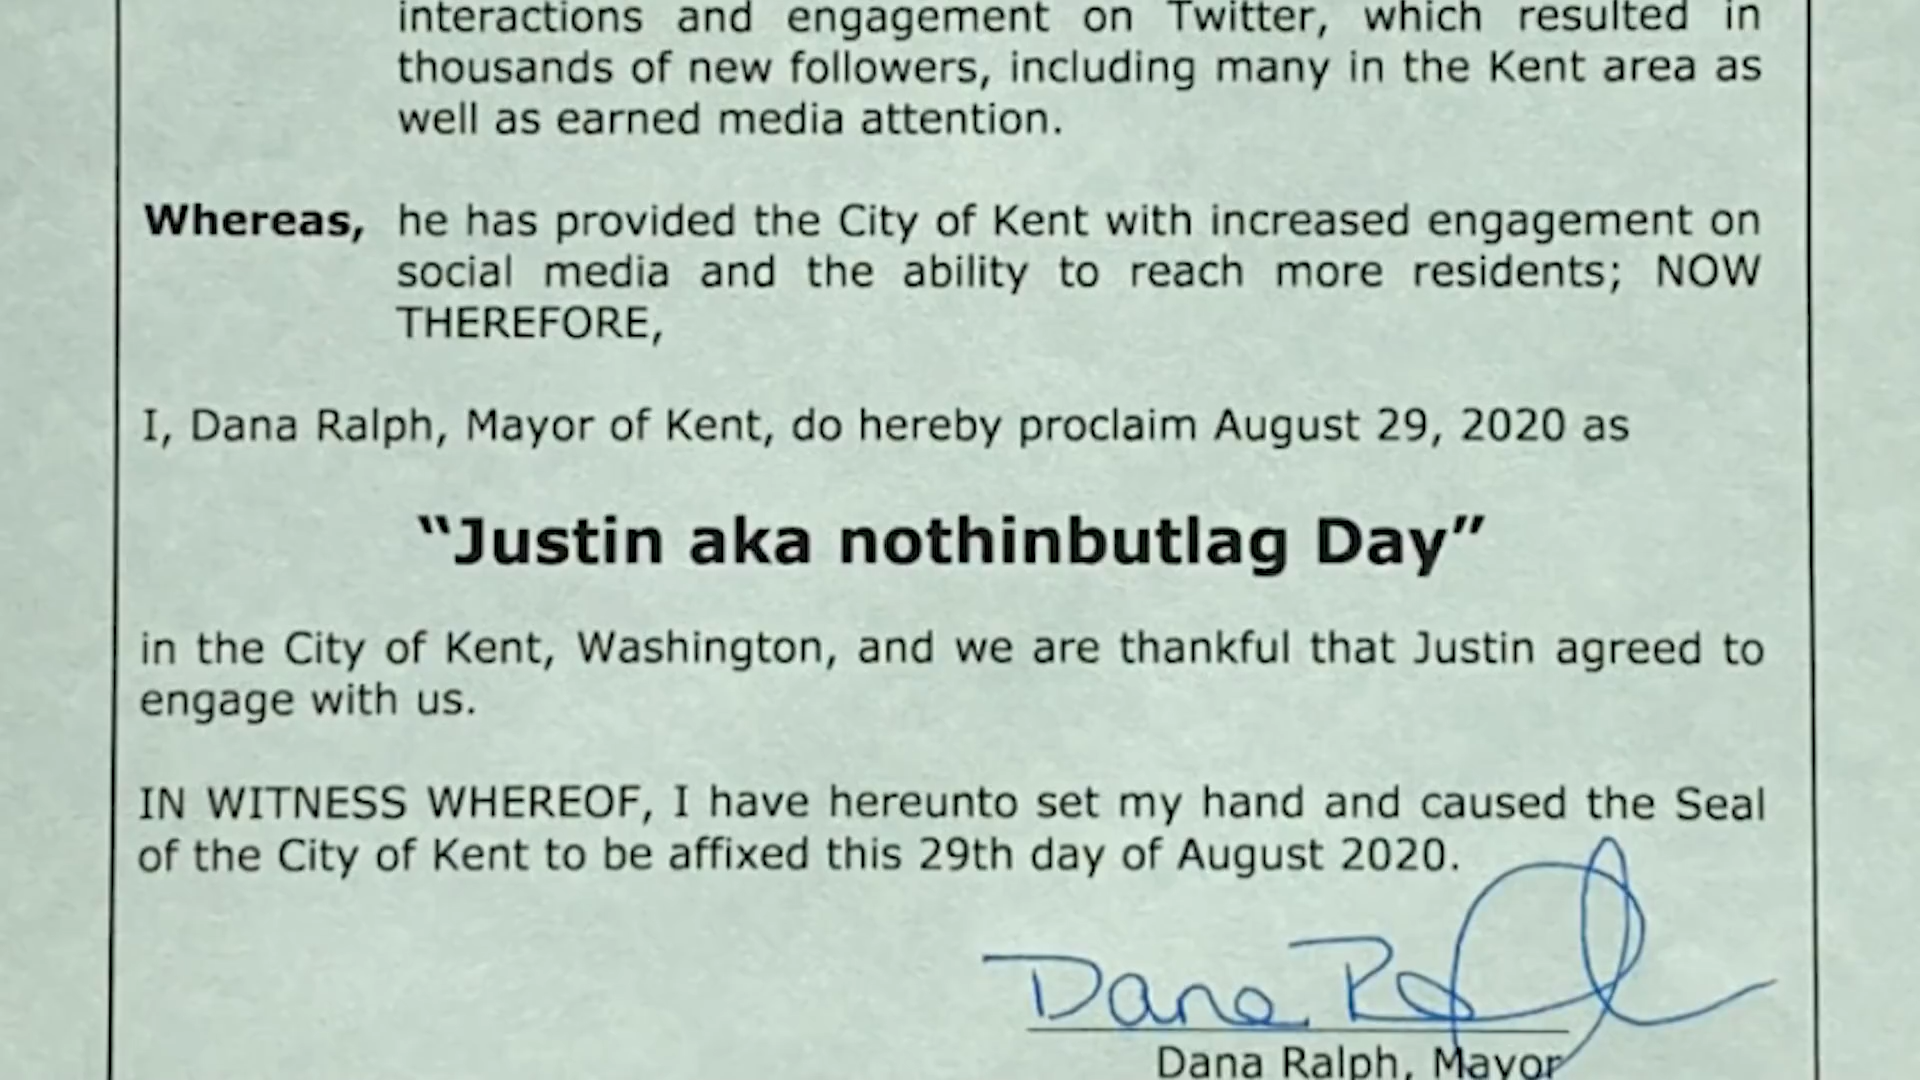 interactions and engagement on Twitter, which resulted in
thousands of new followers, including many in the Kent area as
well as earned media attention.
Whereas, he has provided the City of Kent with increased engagement on
social media and the ability to reach more residents; NOW
THEREFORE,
I, Dana Ralph, Mayor of Kent, do hereby proclaim August 29, 2020 as
“Justin aka nothinbutlag Day”
in the City of Kent, Washington, and we are thankful that Justin agreed to
engage with us.
IN WITNESS WHEREOF, I have hereunto set my hand and caused the Seal
of the City of Kent to be affixed this 29th day of August 2020.
Dana Ralph
Dana Ralph, Mayor